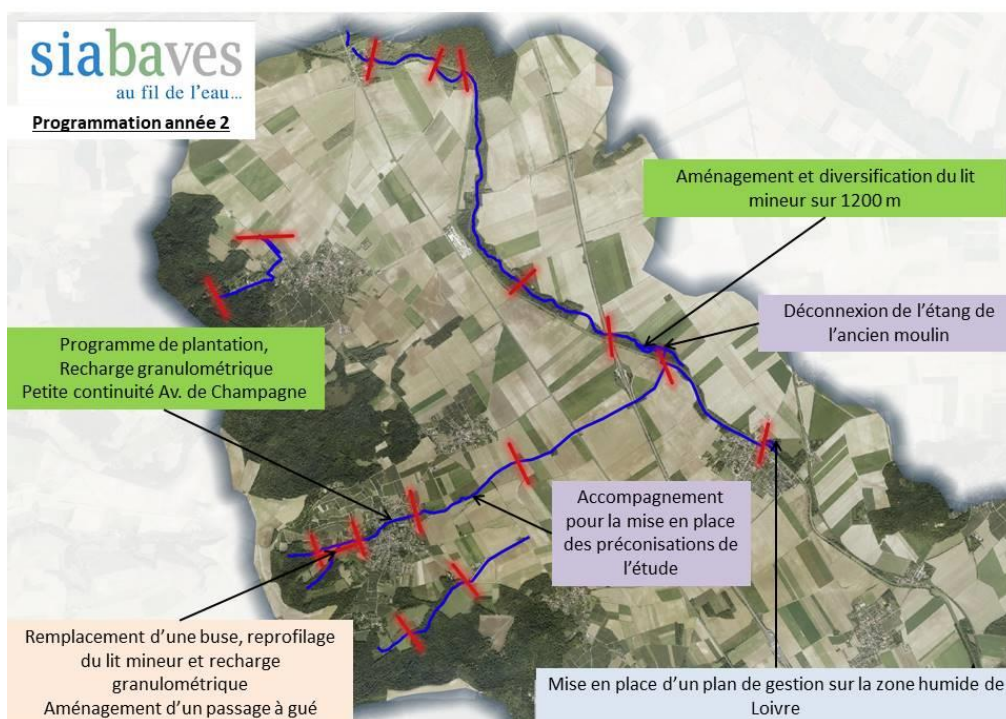 siabaves
au fil de l'eau...
Programmation année 2
Aménagement et diversification du lit
mineur sur 1200 m
Déconnexion de l'étang de
l'ancien moulin
Programme de plantation,
Recharge granulométrique
Petite continuité Av. de Champagne
Accompagnement
pour la mise en place
des préconisations de
l'étude
Remplacement d'une buse, reprofilage
du lit mineur et recharge
granulométrique
Aménagement d'un passage à gué
Mise en place d'un plan de gestion sur la zone humide de
Loivre